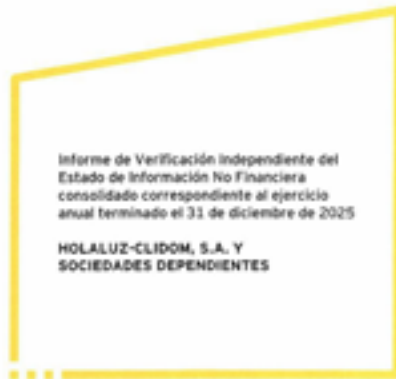 Informe de Verificación Independiente del
Estado de Información No Financiera
consolidado correspondiente al ejercicio
anual terminado el 31 de diciembre de 2025
HOLALUZ-CLIDOM, S.A. Y
SOCIEDADES DEPENDIENTES